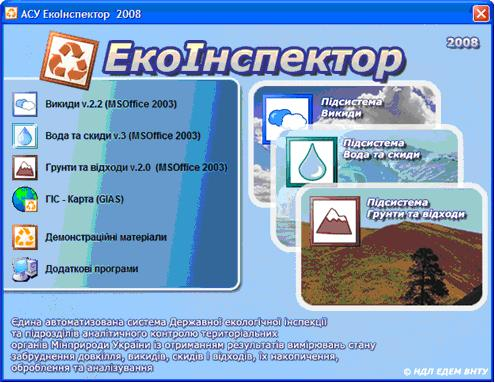 АСУ ЕкоІнспектор 2008
ЕкоІнспектор
2008
Викиди v.2.2 (MSOffice 2003)
Вода та скиди v.3 (MSOffice 2003)
Грунти та відходи v.2.0 (MSOffice 2003)
ГІС - Карта (GIAS)
Демонстраційні матеріали
Додаткові програми
Підсистема
Викиди
Підсистема
Вода та скиди
Підсистема
Грунти та відходи
Єдина автоматизована система Державної екологічної інспекції
та підрозділів аналітичного контролю територіальних
органів Мінприроди України із отриманням результатів вимірювань стану
забруднення довкілля, викидів, скидів і відходів, їх накопичення,
оброблення та аналізування
© НДЛ ЕДЕМ ВНТУ